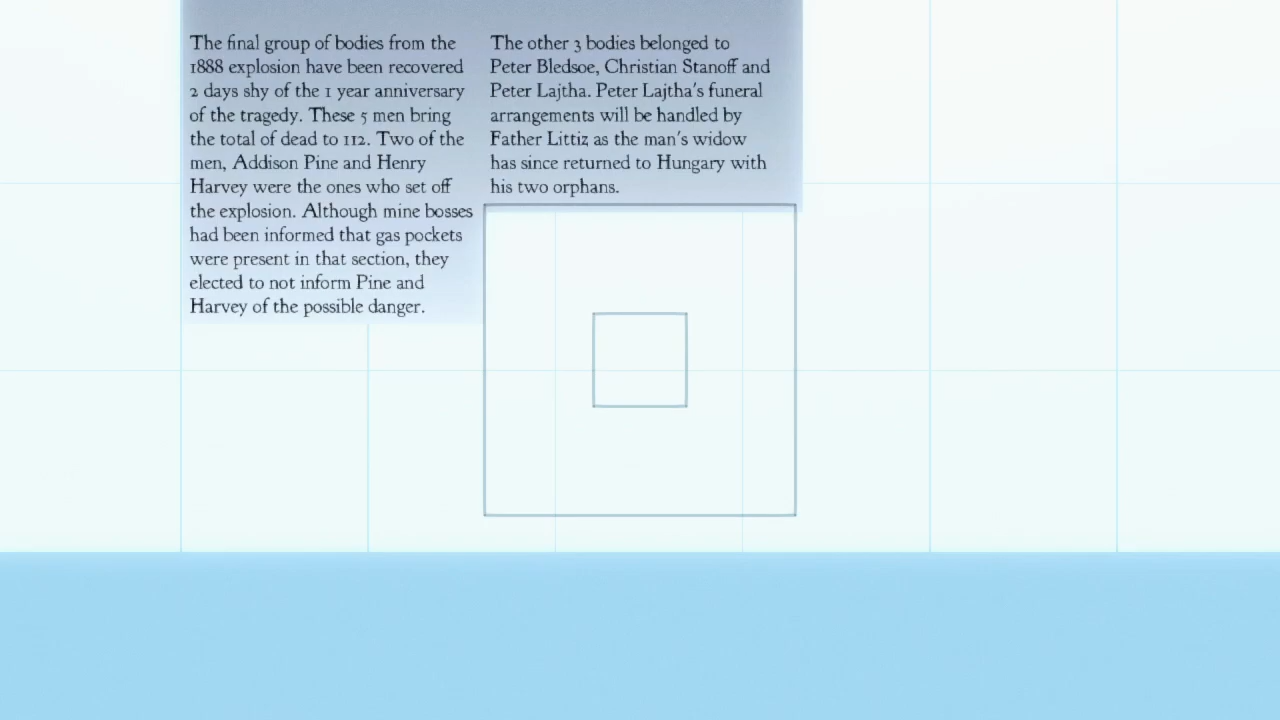 The final group of bodies from the
1888 explosion have been recovered
2 days shy of the 1 year anniversary
of the tragedy. These 5 men bring
the total of dead to 112. Two of the
men, Addison Pine and Henry
Harvey were the ones who set off
the explosion. Although mine bosses
had been informed that gas pockets
were present in that section, they
elected to not inform Pine and
Harvey of the possible danger.
The other 3 bodies belonged to
Peter Bledsoe, Christian Stanoff and
Peter Lajtha. Peter Lajtha's funeral
arrangements will be handled by
Father Littiz as the man's widow
has since returned to Hungary with
his two orphans.